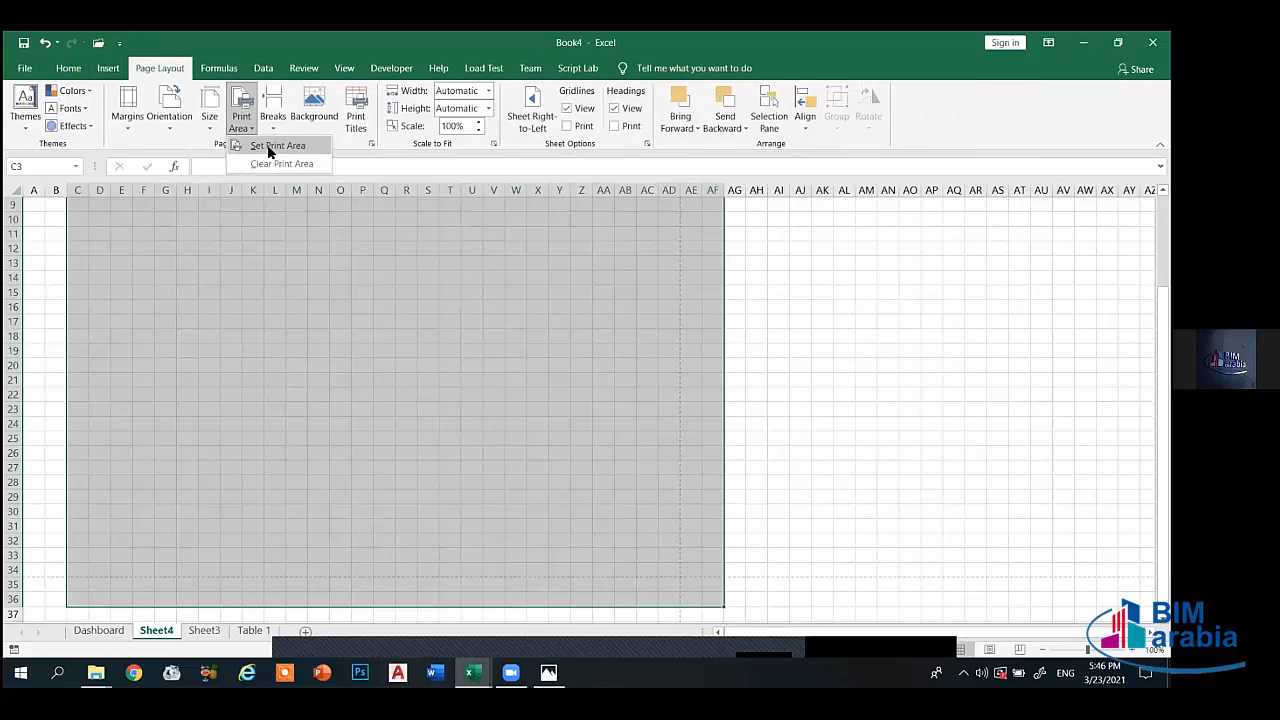 Book4 - Excel
Sign in
File Home Insert Page Layout Formulas Data Review View Developer Help Load Test Team Script Lab Tell me what you want to do
Share
Themes
Colors
Fonts
Effects
Margins Orientation Size Print Area Breaks Background Print Titles
Width: Automatic
Height: Automatic
Scale: 100%
Sheet Right-to-Left
Gridlines
View
Print
Headings
View
Print
Bring Forward Send Backward Selection Pane Align Group Rotate
Themes Pag Scale to Fit Sheet Options Arrange
Set Print Area
Clear Print Area
C3
fx
A B C D E F G H I J K L M N O P Q R S T U V W X Y Z AA AB AC AD AE AF AG AH AI AJ AK AL AM AN AO AP AQ AR AS AT AU AV AW AX AY AZ
9
10
11
12
13
14
15
16
17
18
19
20
21
22
23
24
25
26
27
28
29
30
31
32
33
34
35
36
37
Dashboard Sheet4 Sheet3 Table 1
100%
ENG
5:46 PM
3/23/2021
BIM
arabia
BIM
arabia